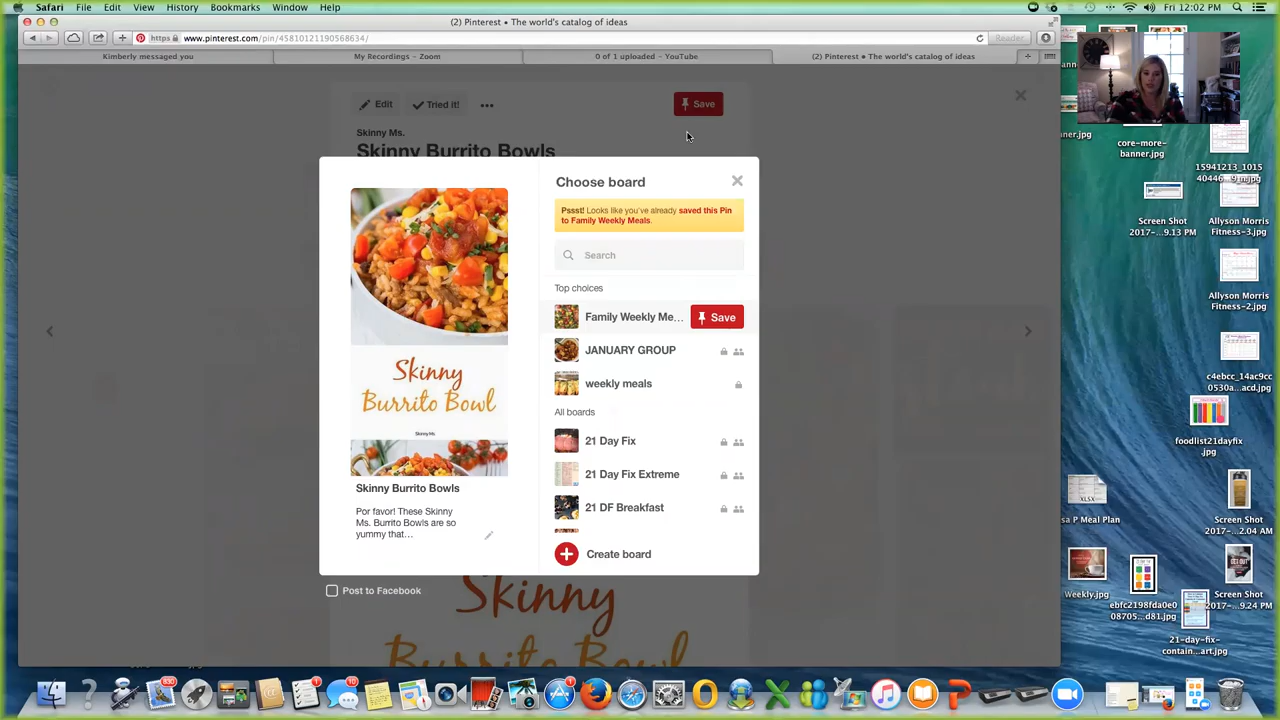 Safari File Edit View History Bookmarks Window Help
Fri 12:02 PM
(2) Pinterest • The world's catalog of ideas
https www.pinterest.com/pin/45810121190568634/
Reader
Kimberly messaged you
My Recordings – Zoom
0 of 1 uploaded – YouTube
(2) Pinterest • The world's catalog of ideas
Edit
Tried it!
Save
Skinny Ms.
Skinny Burrito Bowls
Choose board
Pssst! Looks like you've already saved this Pin
to Family Weekly Meals.
Search
Top choices
Family Weekly Me...
Save
JANUARY GROUP
weekly meals
All boards
21 Day Fix
21 Day Fix Extreme
21 DF Breakfast
Create board
Skinny
Burrito Bowl
Skinny Ms.
Skinny Burrito Bowls
Por favor! These Skinny
Ms. Burrito Bowls are so
yummy that...
Post to Facebook
Skinny
core-more-
banner.jpg
15941213_1015
Screen Shot
2017-...9.13 PM
Allyson Morris
Fitness-3.jpg
Allyson Morris
Fitness-2.jpg
c4ebcc_14ac9cc
0530a...acd.jpg
foodlist21dayfix
.jpg
XLSX
sa P Meal Plan
Screen Shot
2017-...2.04 AM
Weekly.jpg
ebfc2198fda0e0
08705...d81.jpg
Screen Shot
2017-...9.24 PM
21-day-fix-
contain...art.jpg